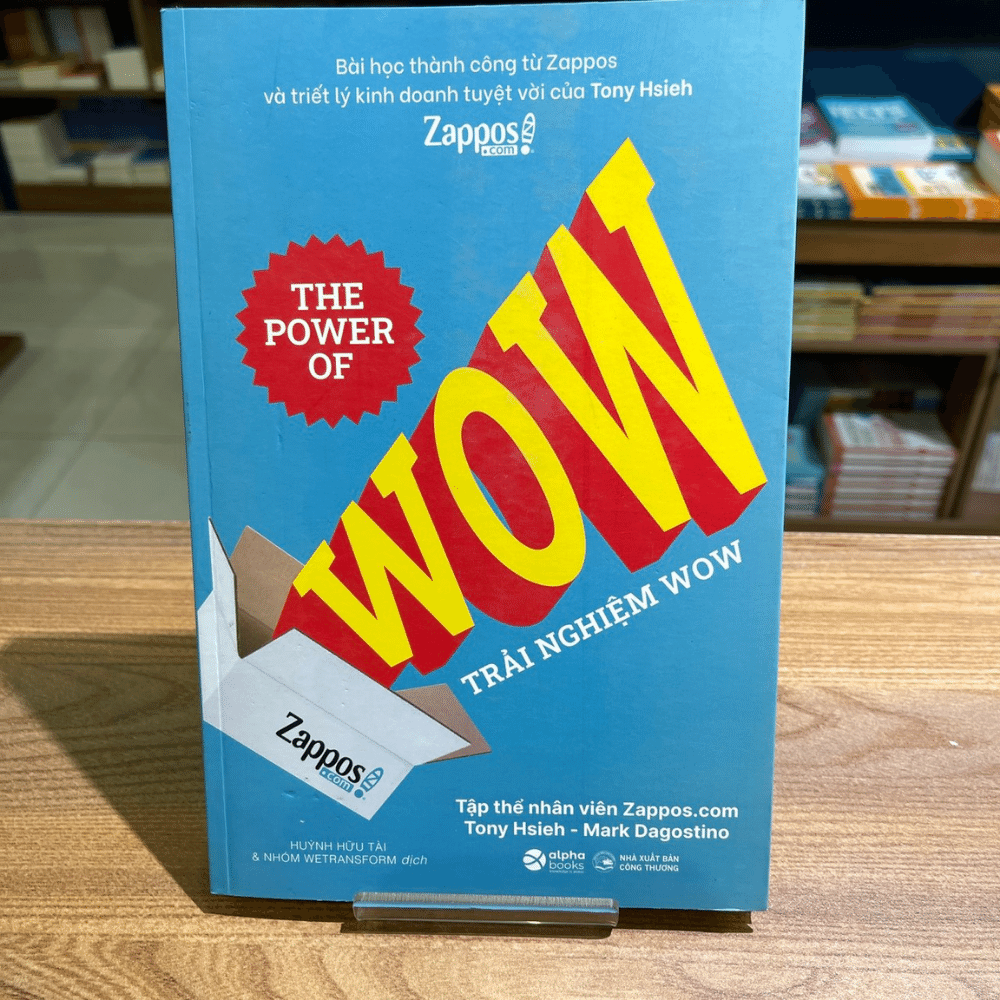 Bài học thành công từ Zappos
và triết lý kinh doanh tuyệt vời của Tony Hsieh
Zappos
.com
THE
POWER
OF
WOW
TRẢI NGHIỆM WOW
Zappos
.com
Tập thể nhân viên Zappos.com
Tony Hsieh - Mark Dagostino
HUỲNH HỮU TÀI
& NHÓM WETRANSFORM dịch
alpha
books
NHÀ XUẤT BẢN
CÔNG THƯƠNG